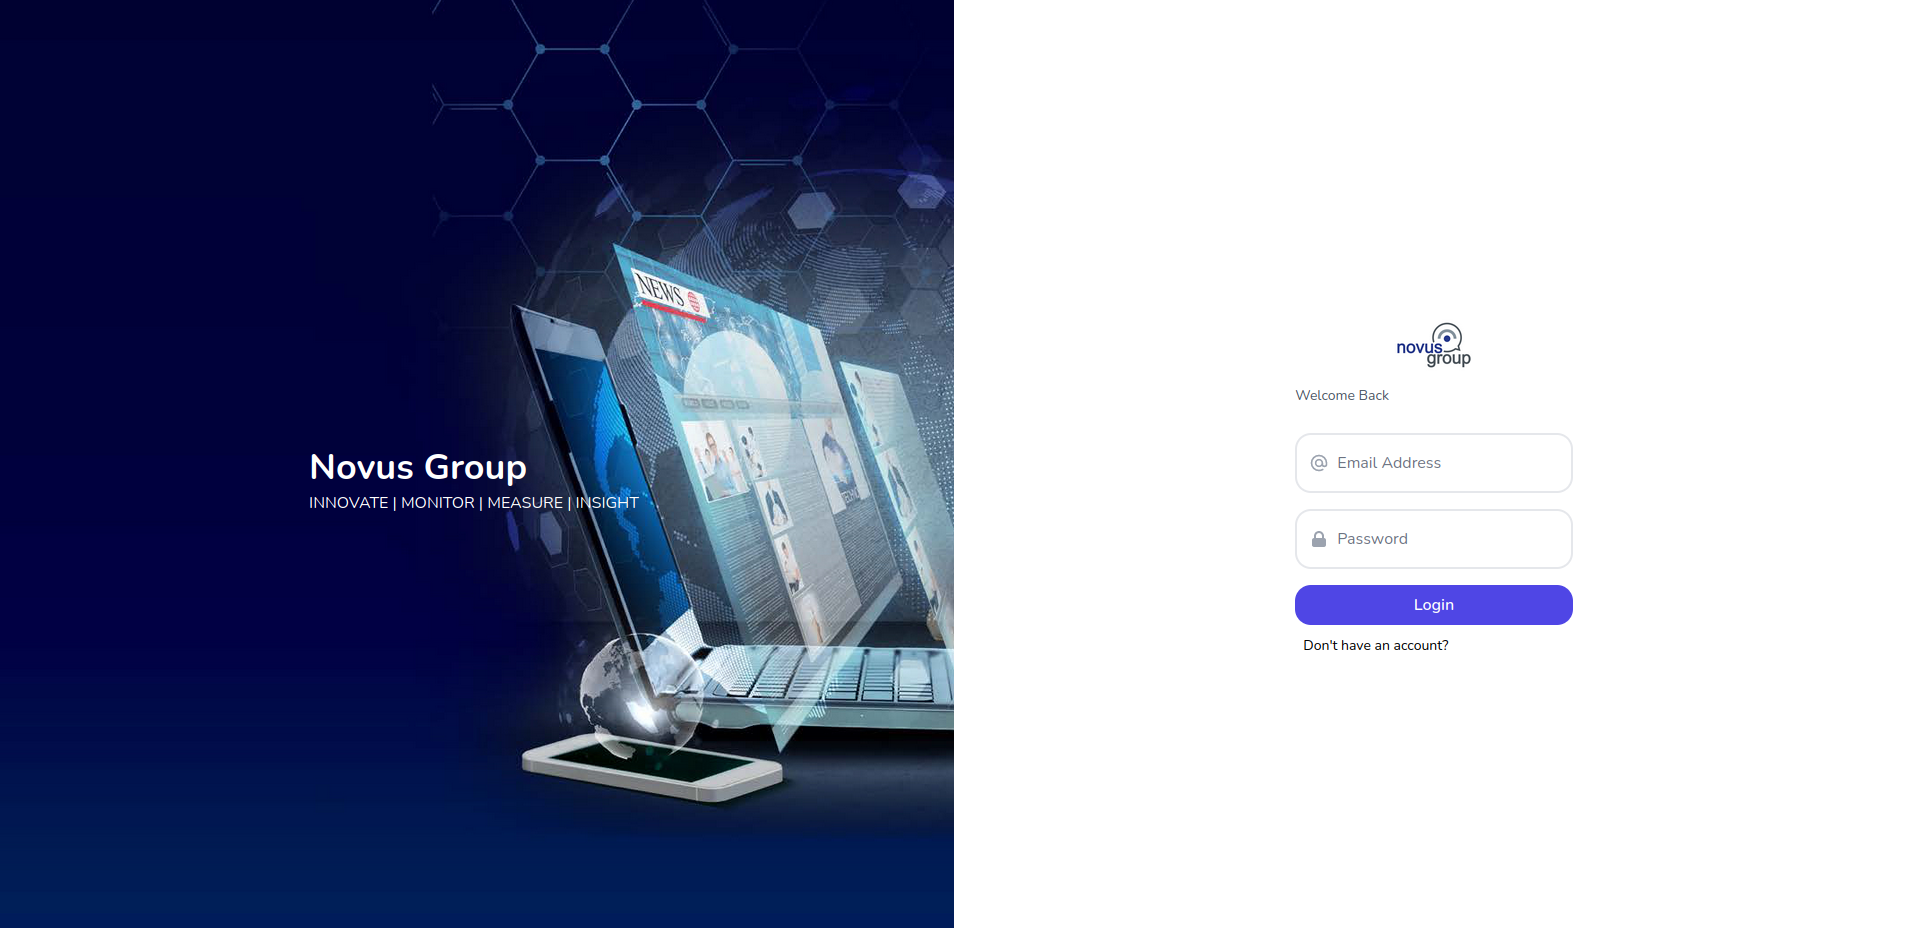 NEWS
Novus Group
INNOVATE | MONITOR | MEASURE | INSIGHT
novus
group
Welcome Back
Email Address
Password
Login
Don't have an account?